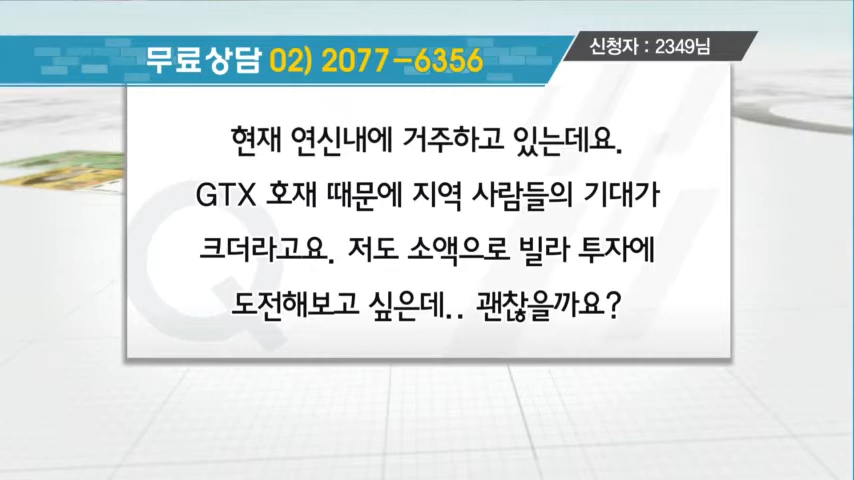 무료상담 02) 2077-6356
신청자 : 2349님
현재 연신내에 거주하고 있는데요.
GTX 호재 때문에 지역 사람들의 기대가
크더라고요. 저도 소액으로 빌라 투자에
도전해보고 싶은데.. 괜찮을까요?